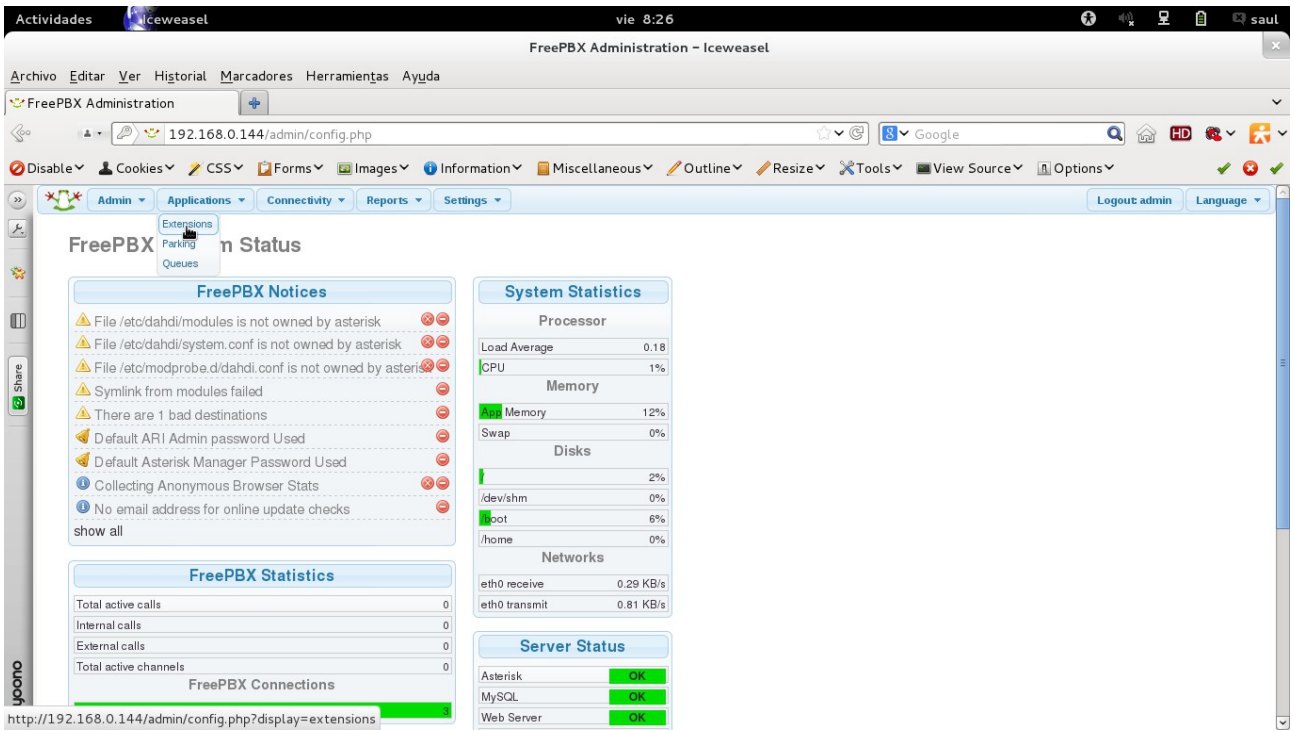 Actividades Iceweasel vie 8:26 saul
FreePBX Administration - Iceweasel
Archivo Editar Ver Historial Marcadores Herramientas Ayuda
FreePBX Administration
192.168.0.144/admin/config.php Google HD
Disable Cookies CSS Forms Images Information Miscellaneous Outline Resize Tools View Source Options
Admin Applications Connectivity Reports Settings Logout: admin Language
Extensions
Parking
Queues
FreePBX Status
Share
yoono
FreePBX Notices
File /etc/dahdi/modules is not owned by asterisk
File /etc/dahdi/system.conf is not owned by asterisk
File /etc/modprobe.d/dahdi.conf is not owned by asterisk
Symlink from modules failed
There are 1 bad destinations
Default ARI Admin password Used
Default Asterisk Manager Password Used
Collecting Anonymous Browser Stats
No email address for online update checks
show all
FreePBX Statistics
Total active calls 0
Internal calls 0
External calls 0
Total active channels 0
FreePBX Connections
3
System Statistics
Processor
Load Average 0.18
CPU 1%
Memory
App Memory 12%
Swap 0%
Disks
/ 2%
/dev/shm 0%
/boot 6%
/home 0%
Networks
eth0 receive 0.29 KB/s
eth0 transmit 0.81 KB/s
Server Status
Asterisk OK
MySQL OK
Web Server OK
http://192.168.0.144/admin/config.php?display=extensions